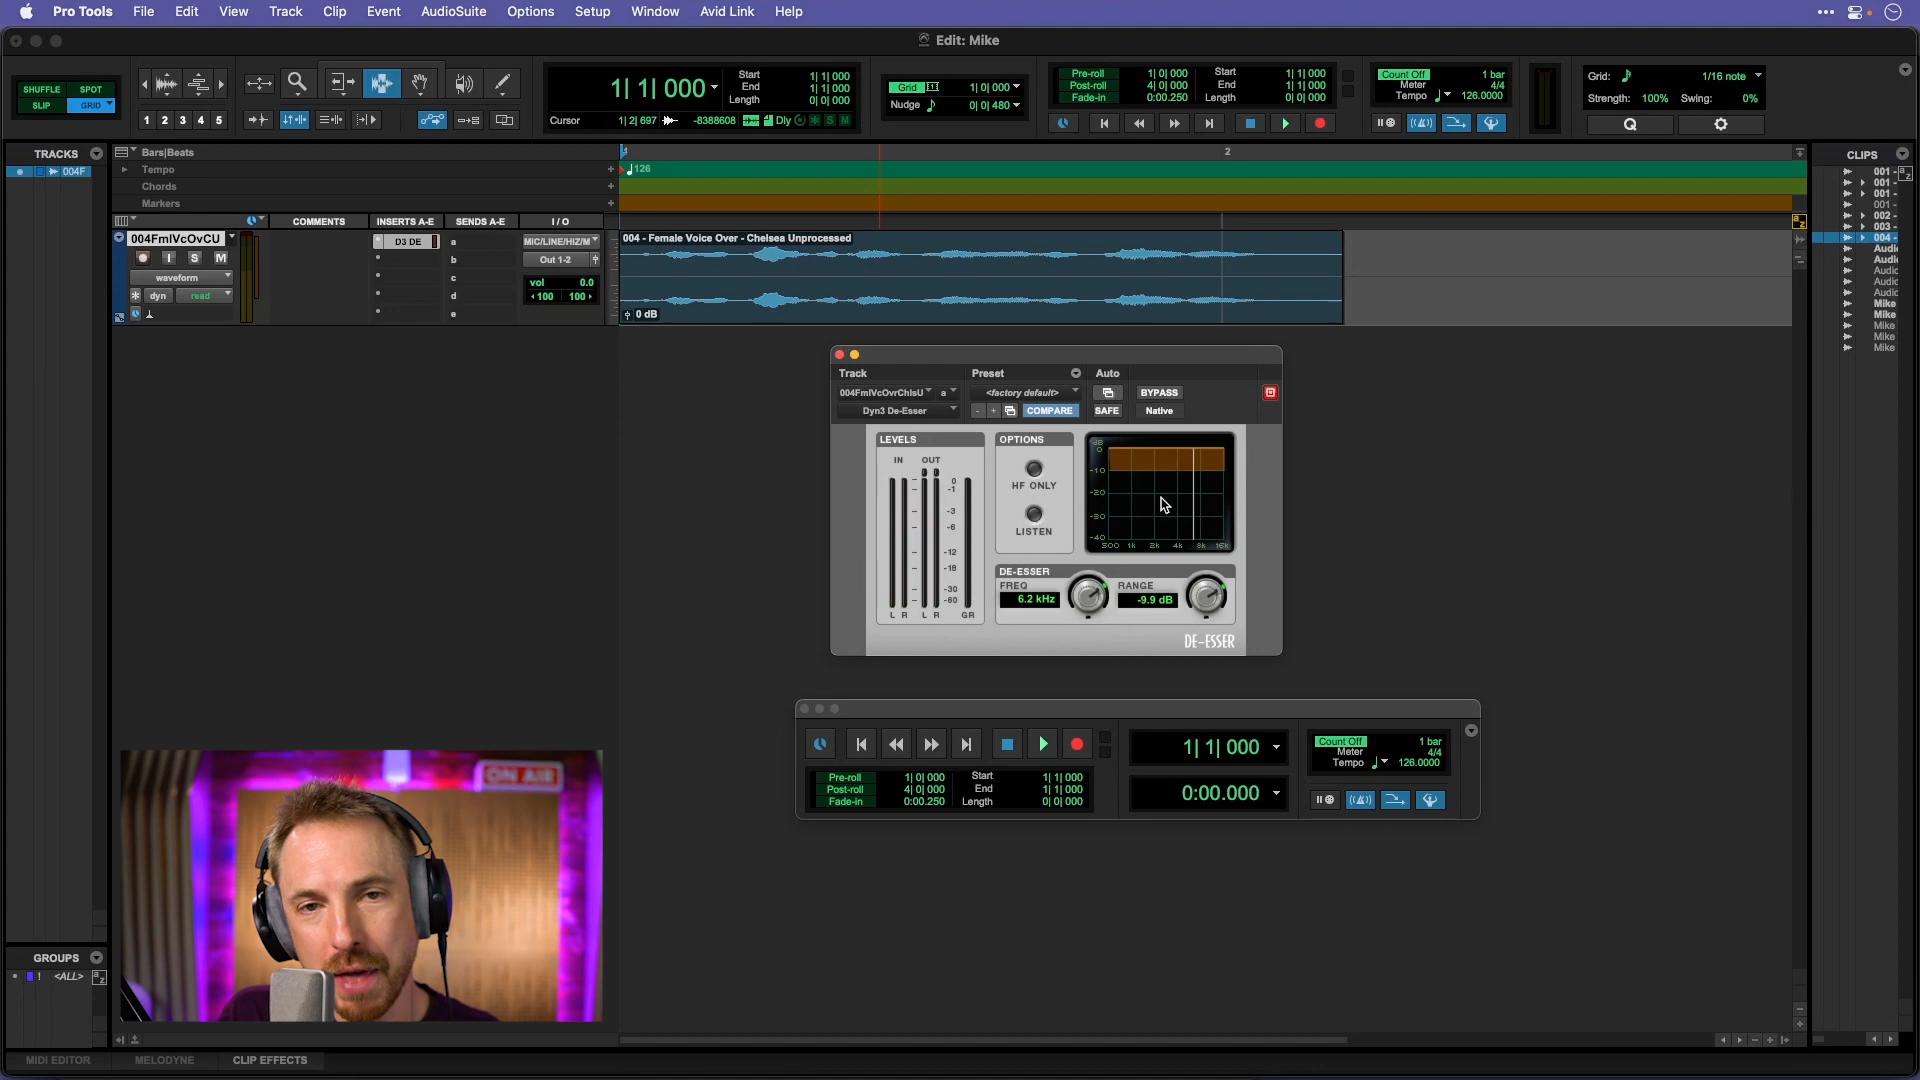 Pro Tools File Edit View Track Clip Event AudioSuite Options Setup Window Avid Link Help
Edit: Mike
SHUFFLE SPOT
SLIP GRID
1 2 3 4 5
1| 1| 000
Start 1| 1| 000
End 1| 1| 000
Length 0| 0| 000
Cursor 1| 2| 697 -8388608 Dly S M
Grid 1| 0| 000
Nudge 0| 0| 480
Pre-roll 1| 0| 000 Start 1| 1| 000
Post-roll 4| 0| 000 End 1| 1| 000
Fade-in 0:00.250 Length 0| 0| 000
Count Off 1 bar
Meter 4/4
Tempo 126.0000
Grid: 1/16 note
Strength: 100% Swing: 0%
Q
TRACKS
004F
Bars|Beats
Tempo
Chords
Markers
2
126
COMMENTS INSERTS A-E SENDS A-E I / O
004FmlVcOvCU
I S M
waveform
dyn read
D3 DE
a
b
c
d
e
MIC/LINE/HIZ/M
Out 1-2
vol 0.0
100 100
004 - Female Voice Over - Chelsea Unprocessed
0 dB
CLIPS
001 -
001 -
001 -
001 -
002 -
003 -
004 -
Audi
Audi
Audic
Audic
Audic
Mike
Mike
Mike
Mike
Mike
Track Preset Auto
004FmlVcOvrChlsU a <factory default> BYPASS
Dyn3 De-Esser - + COMPARE SAFE Native
LEVELS
IN OUT
0
-1
-3
-6
-12
-18
-30
-60
L R L R GR
OPTIONS
HF ONLY
LISTEN
dB
0
-10
-20
-30
-40
500 1k 2k 4k 8k 16k
DE-ESSER
FREQ 6.2 kHz
RANGE -9.9 dB
DE-ESSER
1| 1| 000
0:00.000
Pre-roll 1| 0| 000 Start 1| 1| 000
Post-roll 4| 0| 000 End 1| 1| 000
Fade-in 0:00.250 Length 0| 0| 000
Count Off 1 bar
Meter 4/4
Tempo 126.0000
ON AIR
GROUPS
! <ALL> a z
MIDI EDITOR MELODYNE CLIP EFFECTS